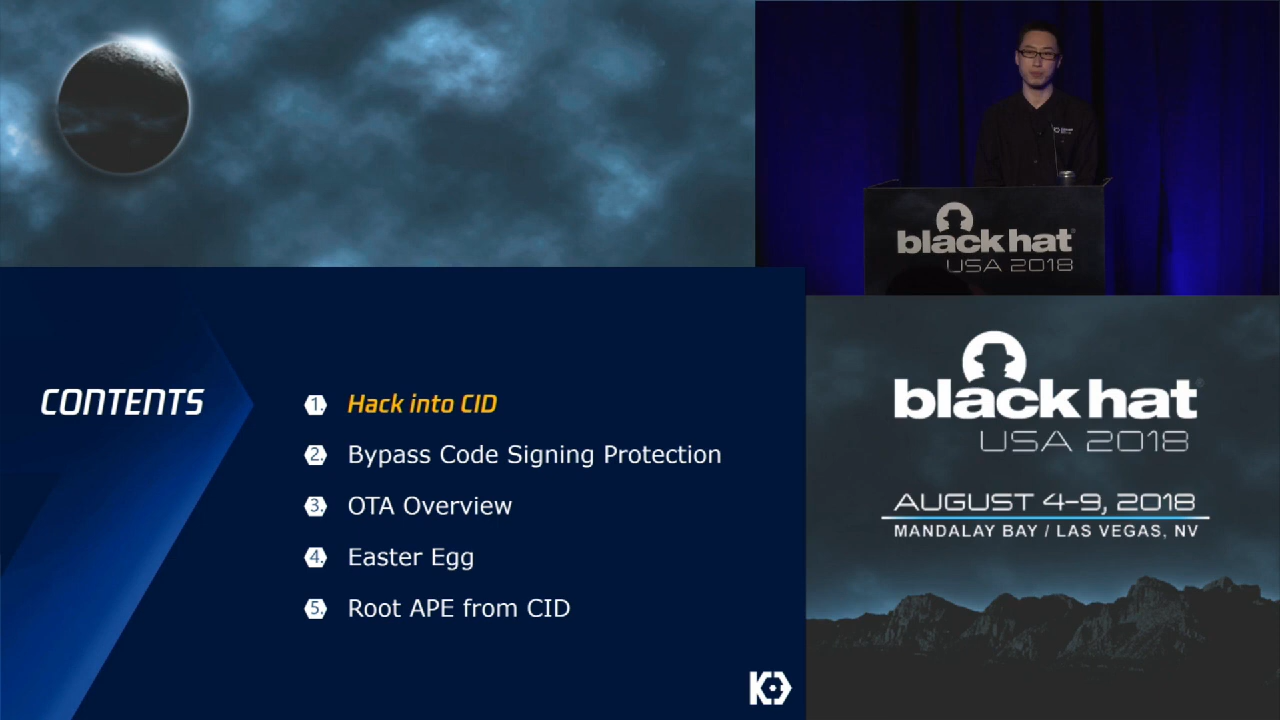 black hat
USA 2018
CONTENTS
1. Hack into CID
2. Bypass Code Signing Protection
3. OTA Overview
4. Easter Egg
5. Root APE from CID
black hat
USA 2018
AUGUST 4-9, 2018
MANDALAY BAY / LAS VEGAS, NV